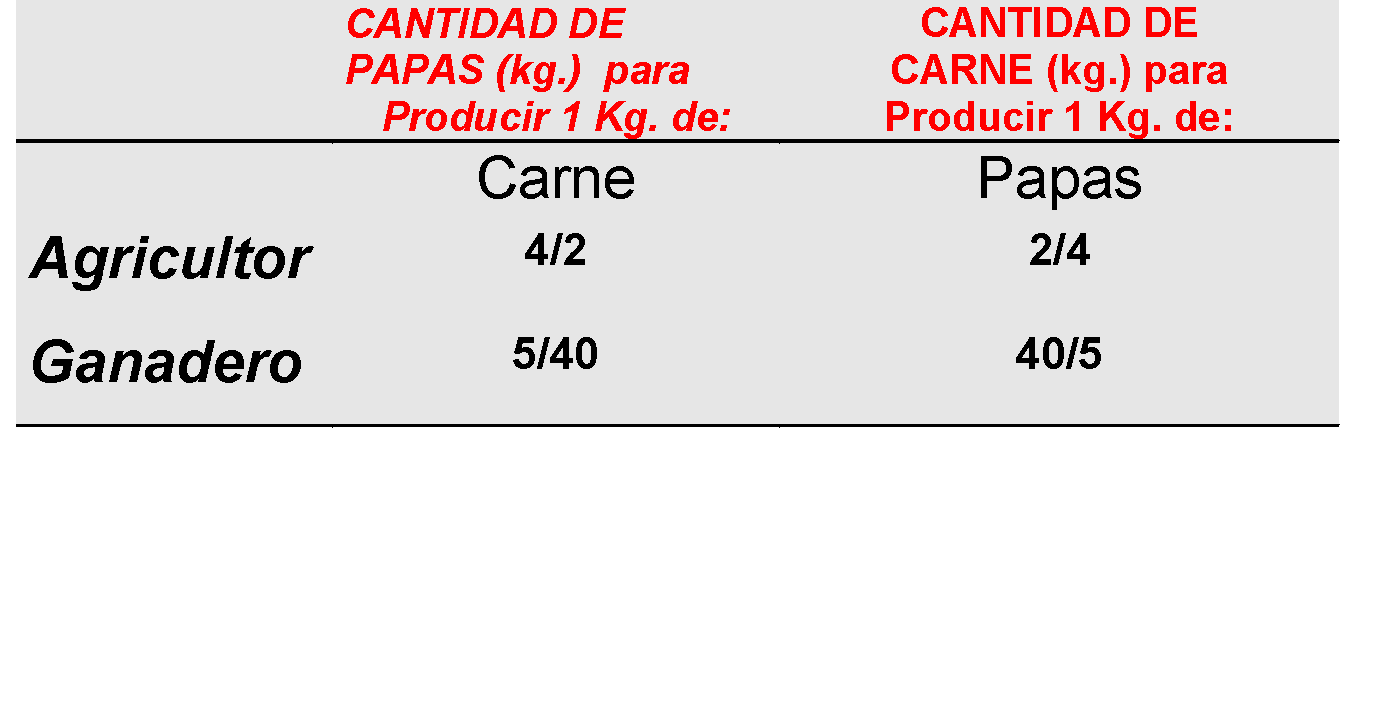 CANTIDAD DE
PAPAS (kg.) para
Producir 1 Kg. de:
CANTIDAD DE
CARNE (kg.) para
Producir 1 Kg. de:
Carne
Papas
Agricultor 4/2 2/4
Ganadero 5/40 40/5